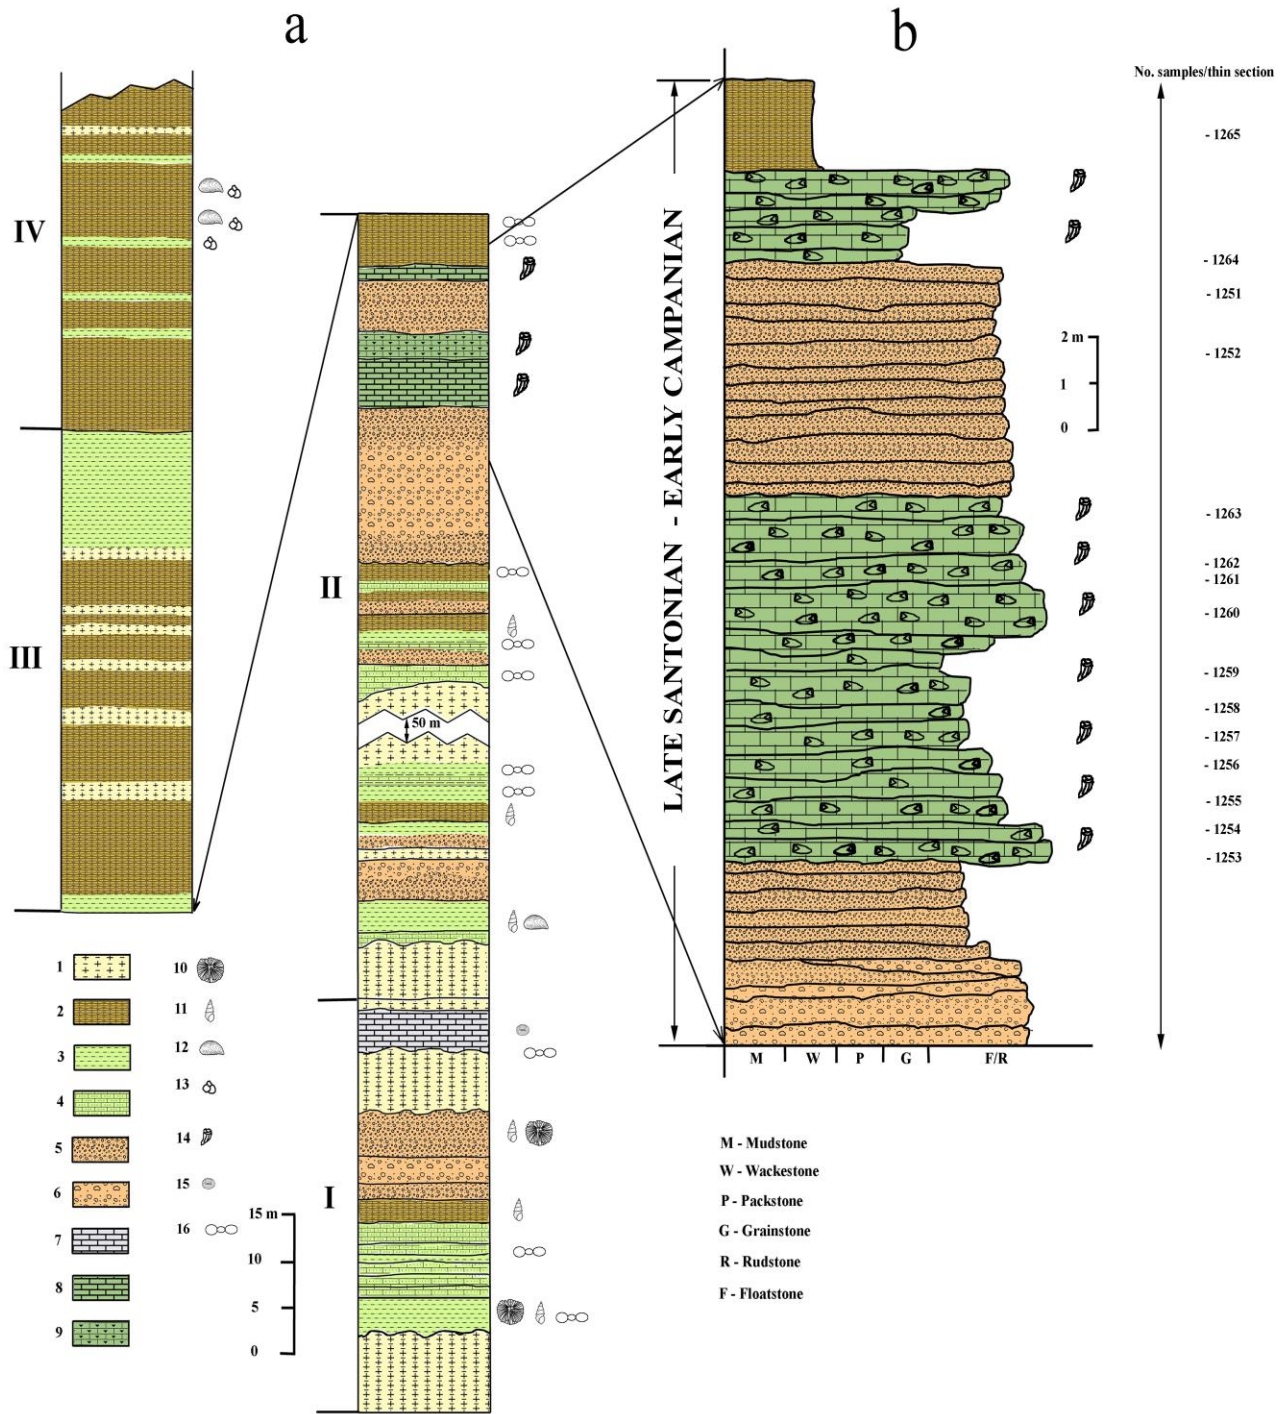 a
b
No. samples/thin section
IV
III
II
I
50 m
1
2
3
4
5
6
7
8
9
10
11
12
13
14
15
16
15 m
10
5
0
LATE SANTONIAN - EARLY CAMPANIAN
2 m
1
0
- 1265
- 1264
- 1251
- 1252
- 1263
- 1262
- 1261
- 1260
- 1259
- 1258
- 1257
- 1256
- 1255
- 1254
- 1253
M W P G F/R
M - Mudstone
W - Wackestone
P - Packstone
G - Grainstone
R - Rudstone
F - Floatstone